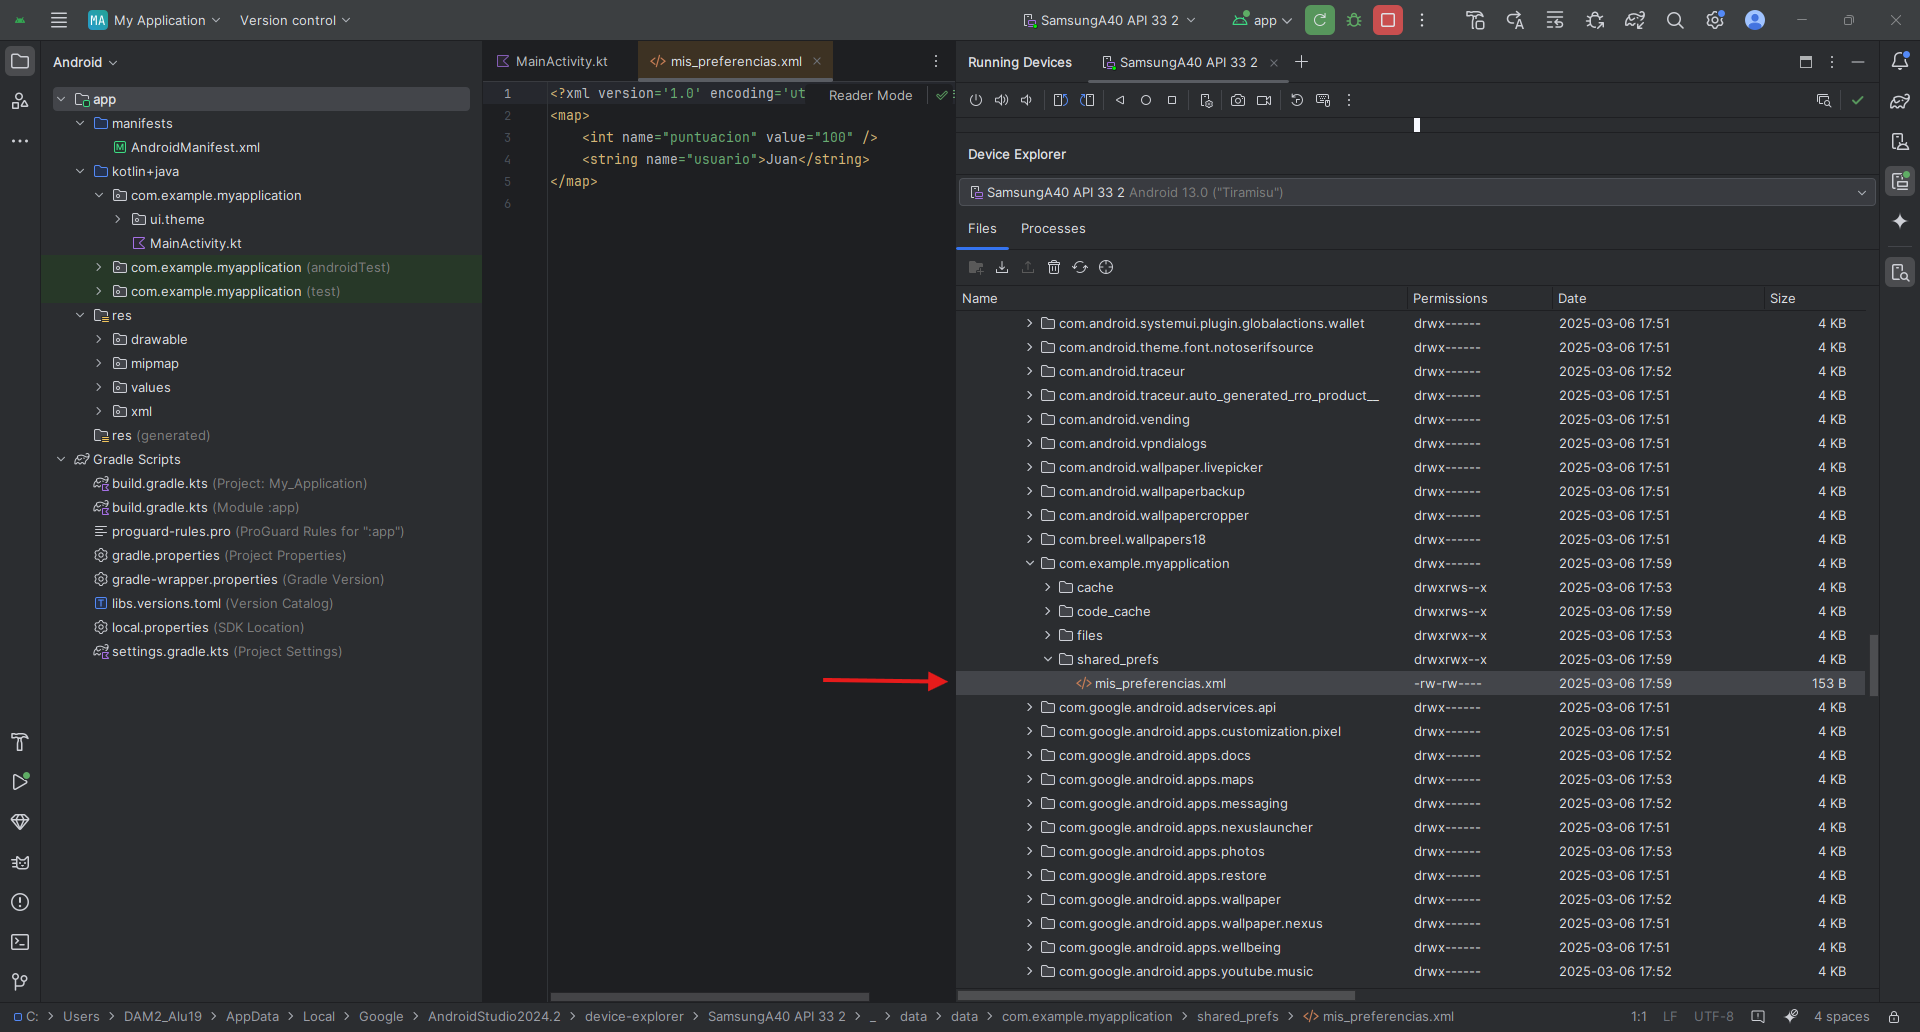 MA My Application Version control SamsungA40 API 33 2 app
Android
app
manifests
AndroidManifest.xml
kotlin+java
com.example.myapplication
ui.theme
MainActivity.kt
com.example.myapplication (androidTest)
com.example.myapplication (test)
res
drawable
mipmap
values
xml
res (generated)
Gradle Scripts
build.gradle.kts (Project: My_Application)
build.gradle.kts (Module :app)
proguard-rules.pro (ProGuard Rules for ":app")
gradle.properties (Project Properties)
gradle-wrapper.properties (Gradle Version)
libs.versions.toml (Version Catalog)
local.properties (SDK Location)
settings.gradle.kts (Project Settings)
MainActivity.kt mis_preferencias.xml
1 <?xml version='1.0' encoding='ut Reader Mode
2 <map>
3 <int name="puntuacion" value="100" />
4 <string name="usuario">Juan</string>
5 </map>
6
Running Devices SamsungA40 API 33 2
Device Explorer
SamsungA40 API 33 2 Android 13.0 ("Tiramisu")
Files Processes
Name Permissions Date Size
com.android.systemui.plugin.globalactions.wallet drwx------ 2025-03-06 17:51 4 KB
com.android.theme.font.notoserifsource drwx------ 2025-03-06 17:51 4 KB
com.android.traceur drwx------ 2025-03-06 17:52 4 KB
com.android.traceur.auto_generated_rro_product__ drwx------ 2025-03-06 17:51 4 KB
com.android.vending drwx------ 2025-03-06 17:51 4 KB
com.android.vpndialogs drwx------ 2025-03-06 17:51 4 KB
com.android.wallpaper.livepicker drwx------ 2025-03-06 17:51 4 KB
com.android.wallpaperbackup drwx------ 2025-03-06 17:51 4 KB
com.android.wallpapercropper drwx------ 2025-03-06 17:51 4 KB
com.breel.wallpapers18 drwx------ 2025-03-06 17:51 4 KB
com.example.myapplication drwx------ 2025-03-06 17:59 4 KB
cache drwxrws--x 2025-03-06 17:53 4 KB
code_cache drwxrws--x 2025-03-06 17:59 4 KB
files drwxrwx--x 2025-03-06 17:53 4 KB
shared_prefs drwxrwx--x 2025-03-06 17:59 4 KB
mis_preferencias.xml -rw-rw---- 2025-03-06 17:59 153 B
com.google.android.adservices.api drwx------ 2025-03-06 17:51 4 KB
com.google.android.apps.customization.pixel drwx------ 2025-03-06 17:51 4 KB
com.google.android.apps.docs drwx------ 2025-03-06 17:52 4 KB
com.google.android.apps.maps drwx------ 2025-03-06 17:53 4 KB
com.google.android.apps.messaging drwx------ 2025-03-06 17:52 4 KB
com.google.android.apps.nexuslauncher drwx------ 2025-03-06 17:51 4 KB
com.google.android.apps.photos drwx------ 2025-03-06 17:53 4 KB
com.google.android.apps.restore drwx------ 2025-03-06 17:51 4 KB
com.google.android.apps.wallpaper drwx------ 2025-03-06 17:52 4 KB
com.google.android.apps.wallpaper.nexus drwx------ 2025-03-06 17:51 4 KB
com.google.android.apps.wellbeing drwx------ 2025-03-06 17:51 4 KB
com.google.android.apps.youtube.music drwx------ 2025-03-06 17:52 4 KB
C: > Users > DAM2_Alu19 > AppData > Local > Google > AndroidStudio2024.2 > device-explorer > SamsungA40 API 33 2 > _ > data > data > com.example.myapplication > shared_prefs > mis_preferencias.xml 1:1 LF UTF-8 4 spaces